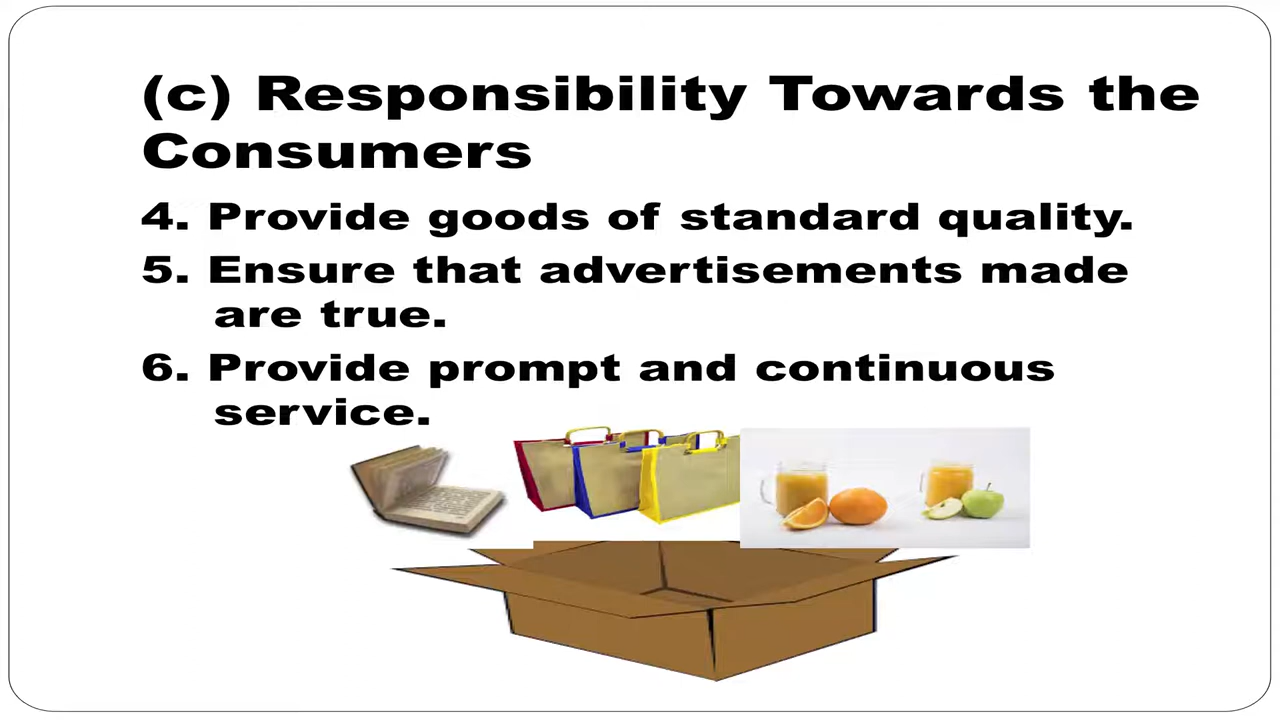 (c) Responsibility Towards the
Consumers
4. Provide goods of standard quality.
5. Ensure that advertisements made
are true.
6. Provide prompt and continuous
service.